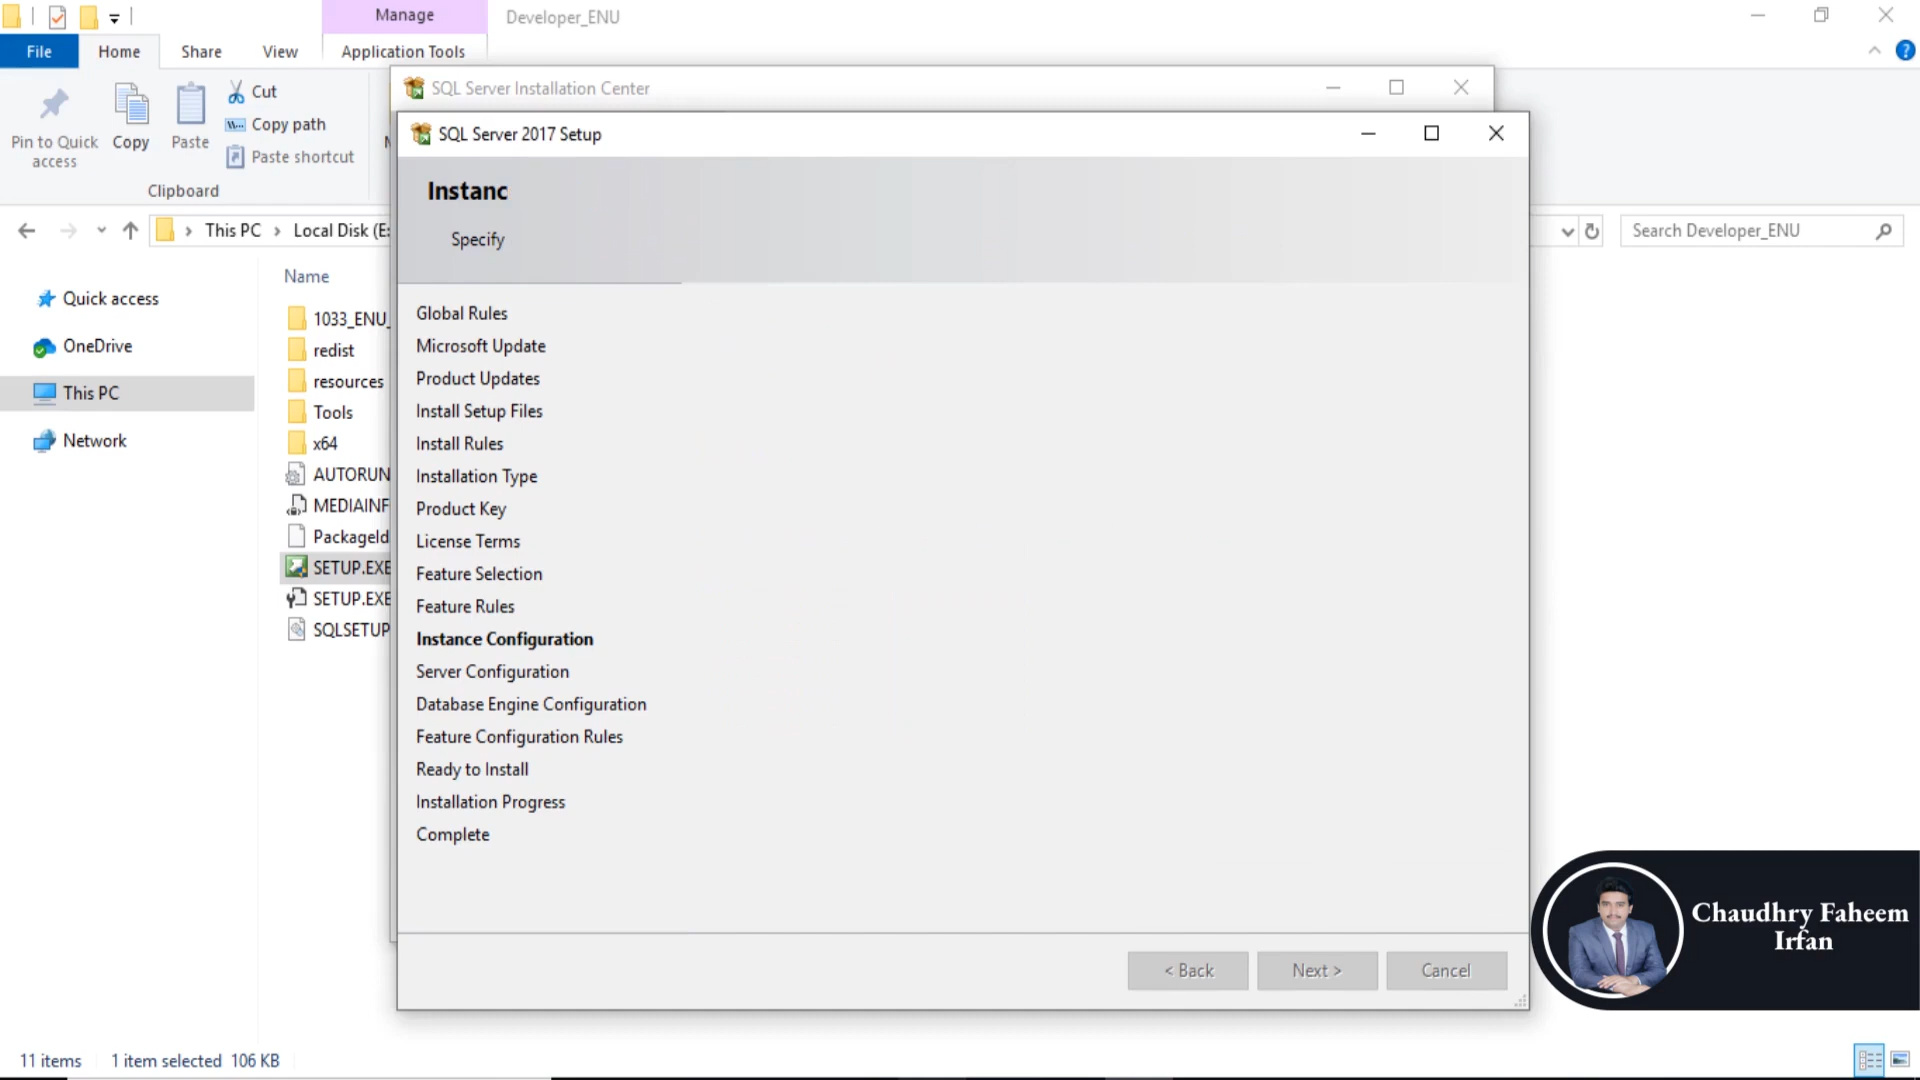 Manage
Developer_ENU
File
Home
Share
View
Application Tools
Pin to Quick access
Copy
Paste
Cut
Copy path
Paste shortcut
Clipboard
This PC
Local Disk (E:
Search Developer_ENU
Quick access
OneDrive
This PC
Network
Name
1033_ENU_
redist
resources
Tools
x64
AUTORUN
MEDIAINF
PackageId
SETUP.EXE
SETUP.EXE
SQLSETUP
SQL Server Installation Center
SQL Server 2017 Setup
Instanc
Specify
Global Rules
Microsoft Update
Product Updates
Install Setup Files
Install Rules
Installation Type
Product Key
License Terms
Feature Selection
Feature Rules
Instance Configuration
Server Configuration
Database Engine Configuration
Feature Configuration Rules
Ready to Install
Installation Progress
Complete
< Back
Next >
Cancel
Chaudhry Faheem
Irfan
11 items
1 item selected 106 KB